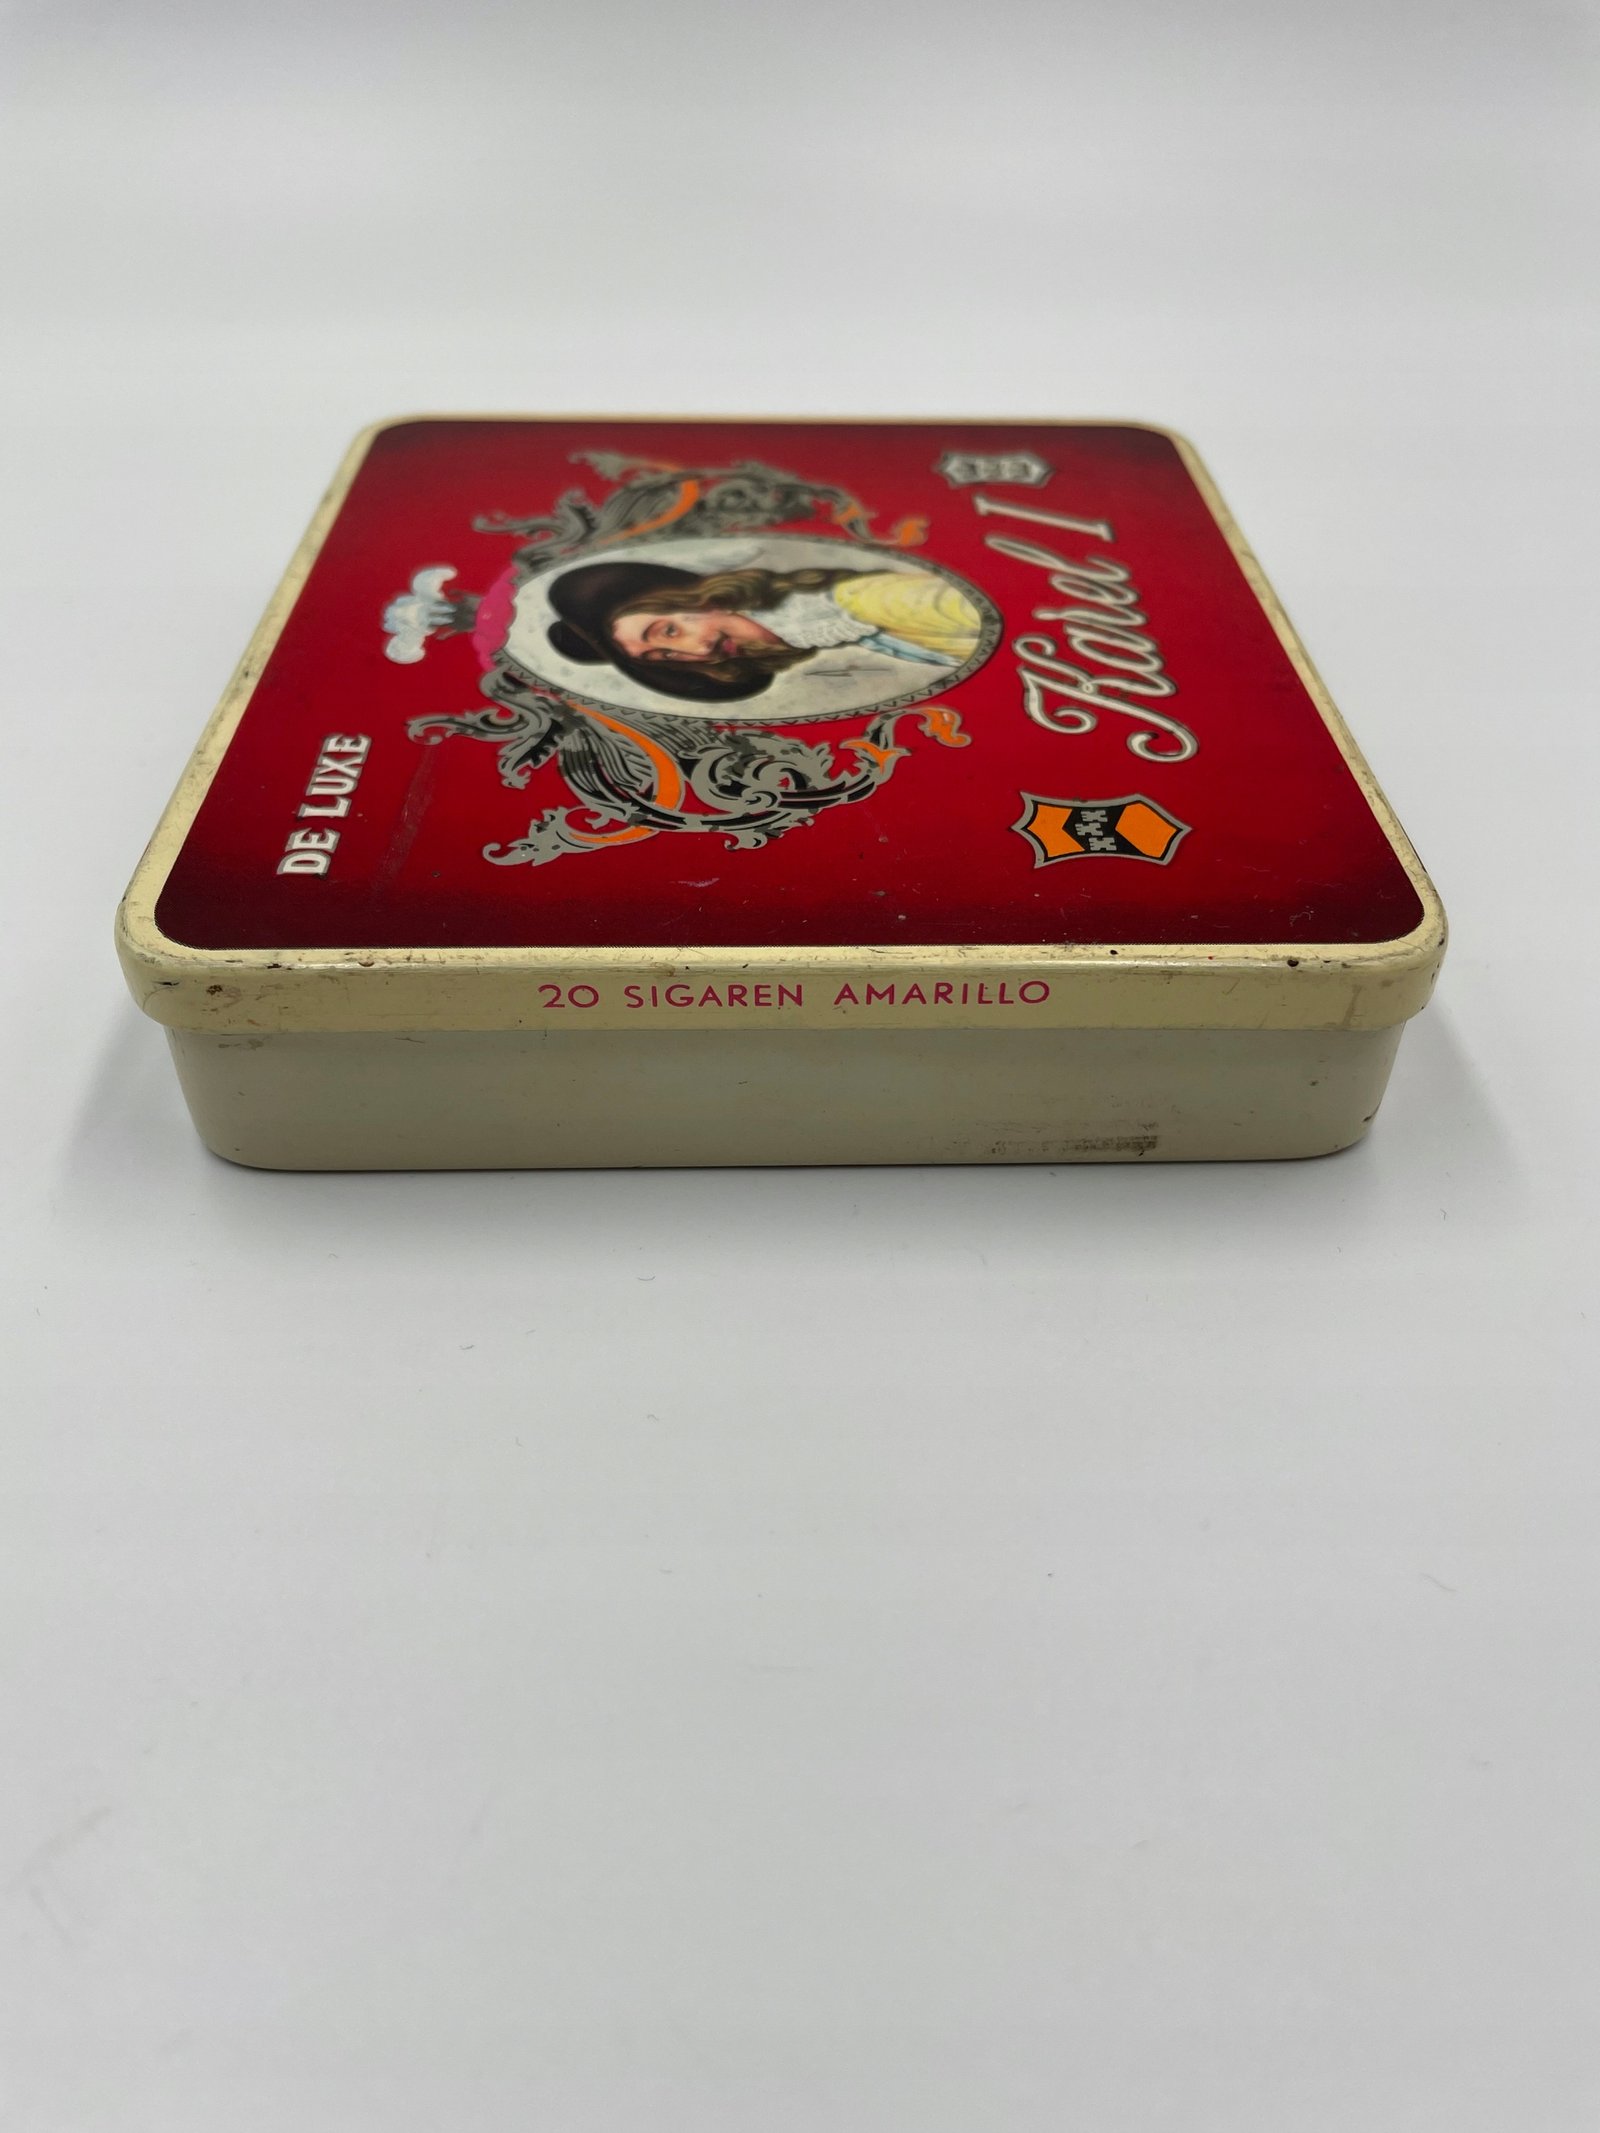 DE LUXE
Karel I
20 SIGAREN AMARILLO